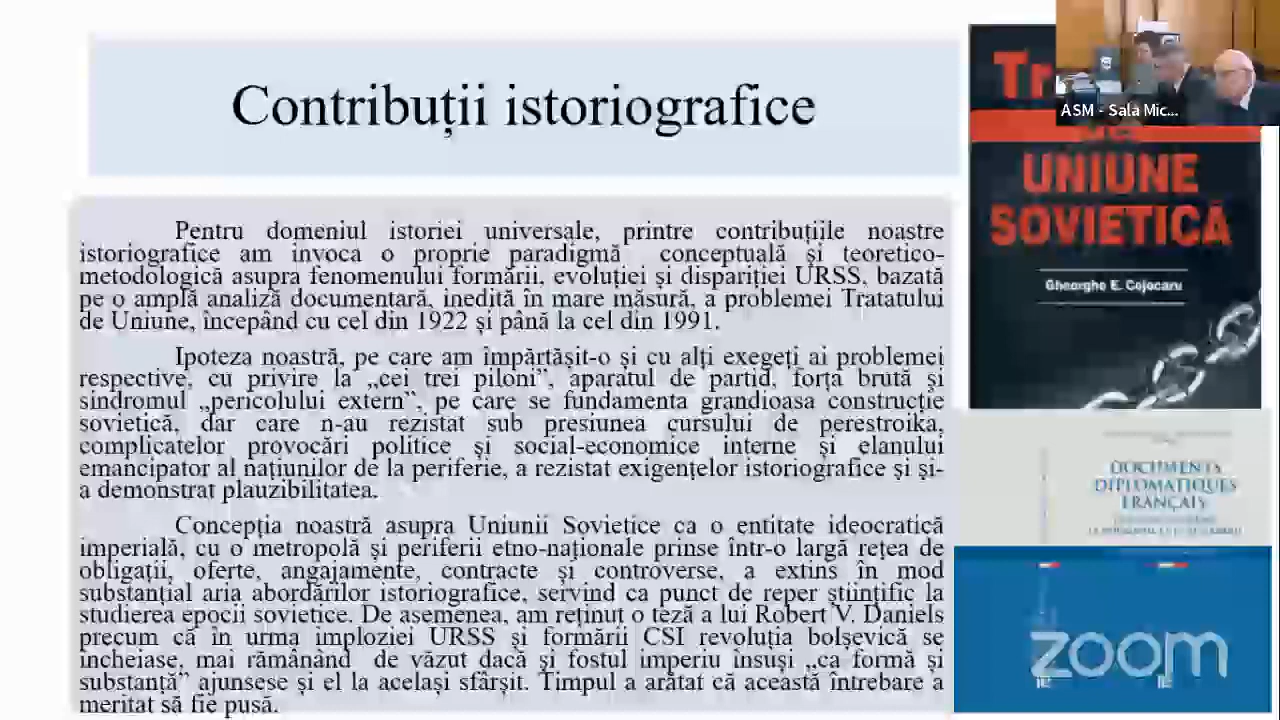 Contribuții istoriografice
Pentru domeniul istoriei universale, printre contribuțiile noastre
istoriografice am invoca o proprie paradigmă conceptuală și teoretico-
metodologică asupra fenomenului formării, evoluției și dispariției URSS, bazată
pe o amplă analiză documentară, inedită în mare măsură, a problemei Tratatului
de Uniune, începând cu cel din 1922 și până la cel din 1991.
Ipoteza noastră, pe care am împărtășit-o și cu alți exegeți ai problemei
respective, cu privire la „cei trei piloni”, aparatul de partid, forța brută și
sindromul „pericolului extern”, pe care se fundamenta grandioasa construcție
sovietică, dar care n-au rezistat sub presiunea cursului de perestroika,
complicatelor provocări politice și social-economice interne și elanului
emancipator al națiunilor de la periferie, a rezistat exigențelor istoriografice și și-
a demonstrat plauzibilitatea.
Concepția noastră asupra Uniunii Sovietice ca o entitate ideocratică
imperială, cu o metropolă și periferii etno-naționale prinse într-o largă rețea de
obligații, oferte, angajamente, contracte și controverse, a extins în mod
substanțial aria abordărilor istoriografice, servind ca punct de reper științific la
studierea epocii sovietice. De asemenea, am reținut o teză a lui Robert V. Daniels
precum că în urma imploziei URSS și formării CSI revoluția bolșevică se
încheiase, mai rămânând de văzut dacă și fostul imperiu însuși „ca formă și
substanță” ajunsese și el la același sfârșit. Timpul a arătat că această întrebare a
meritat să fie pusă.
ASM - Sala Mic...
Tr
UNIUNE
SOVIETICĂ
Gheorghe E. Cojocaru
DOCUMENTS
DIPLOMATIQUES
FRANÇAIS
zoom